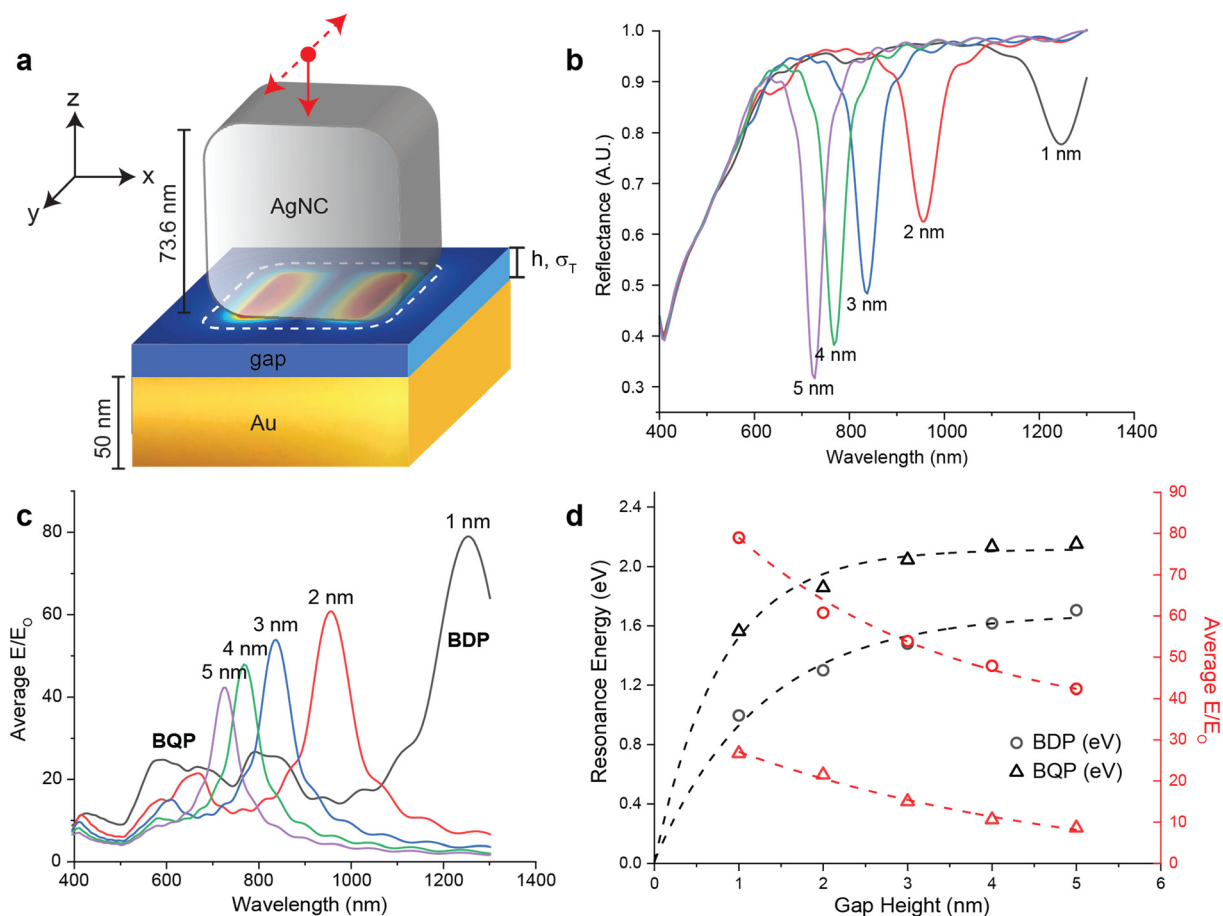 a
z
x
y
73.6 nm
AgNC
h, σT
gap
50 nm
Au
b
Reflectance (A.U.)
1.0
0.9
0.8
0.7
0.6
0.5
0.4
0.3
1 nm
2 nm
3 nm
4 nm
5 nm
400 600 800 1000 1200 1400
Wavelength (nm)
c
Average E/EO
80
60
40
20
0
1 nm
2 nm
3 nm
4 nm
5 nm
BDP
BQP
400 600 800 1000 1200 1400
Wavelength (nm)
d
Resonance Energy (eV)
2.4
2.0
1.6
1.2
0.8
0.4
0.0
BDP (eV)
BQP (eV)
90
80
70
60
50
40
30
20
10
0
Average E/EO
0 1 2 3 4 5 6
Gap Height (nm)